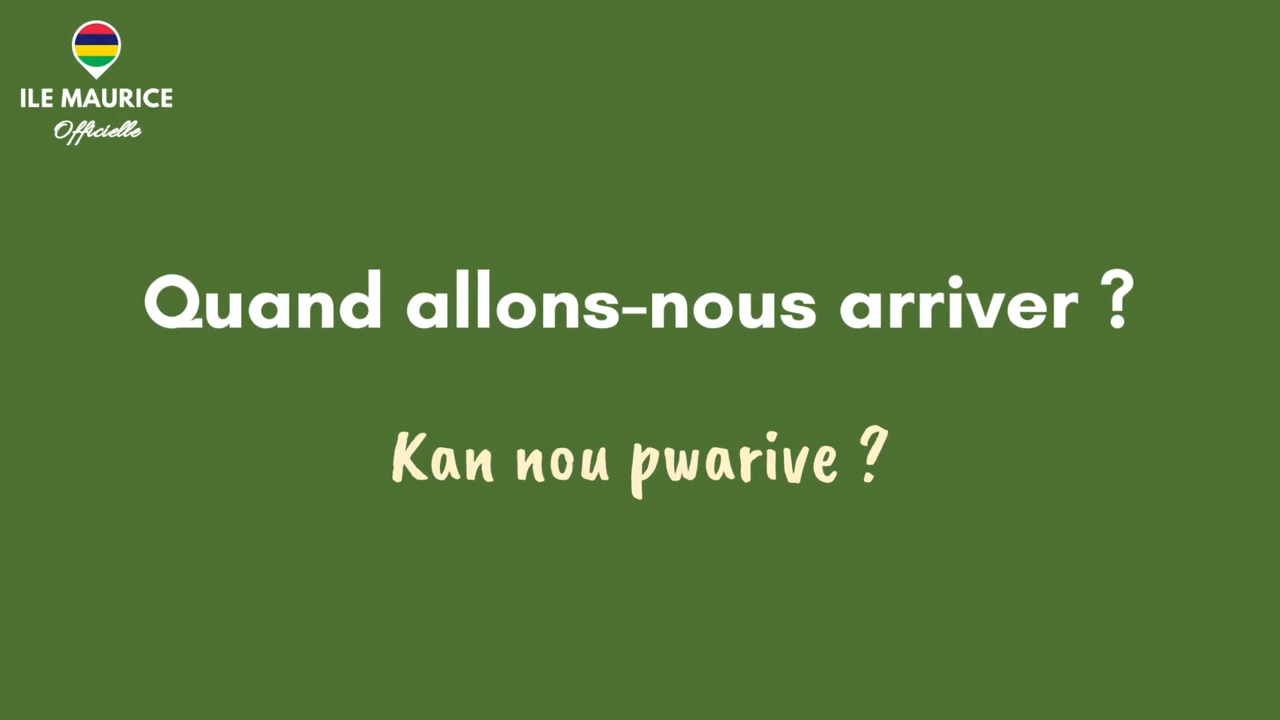 ILE MAURICE
Officielle
Quand allons-nous arriver ?
Kan nou pwarive ?